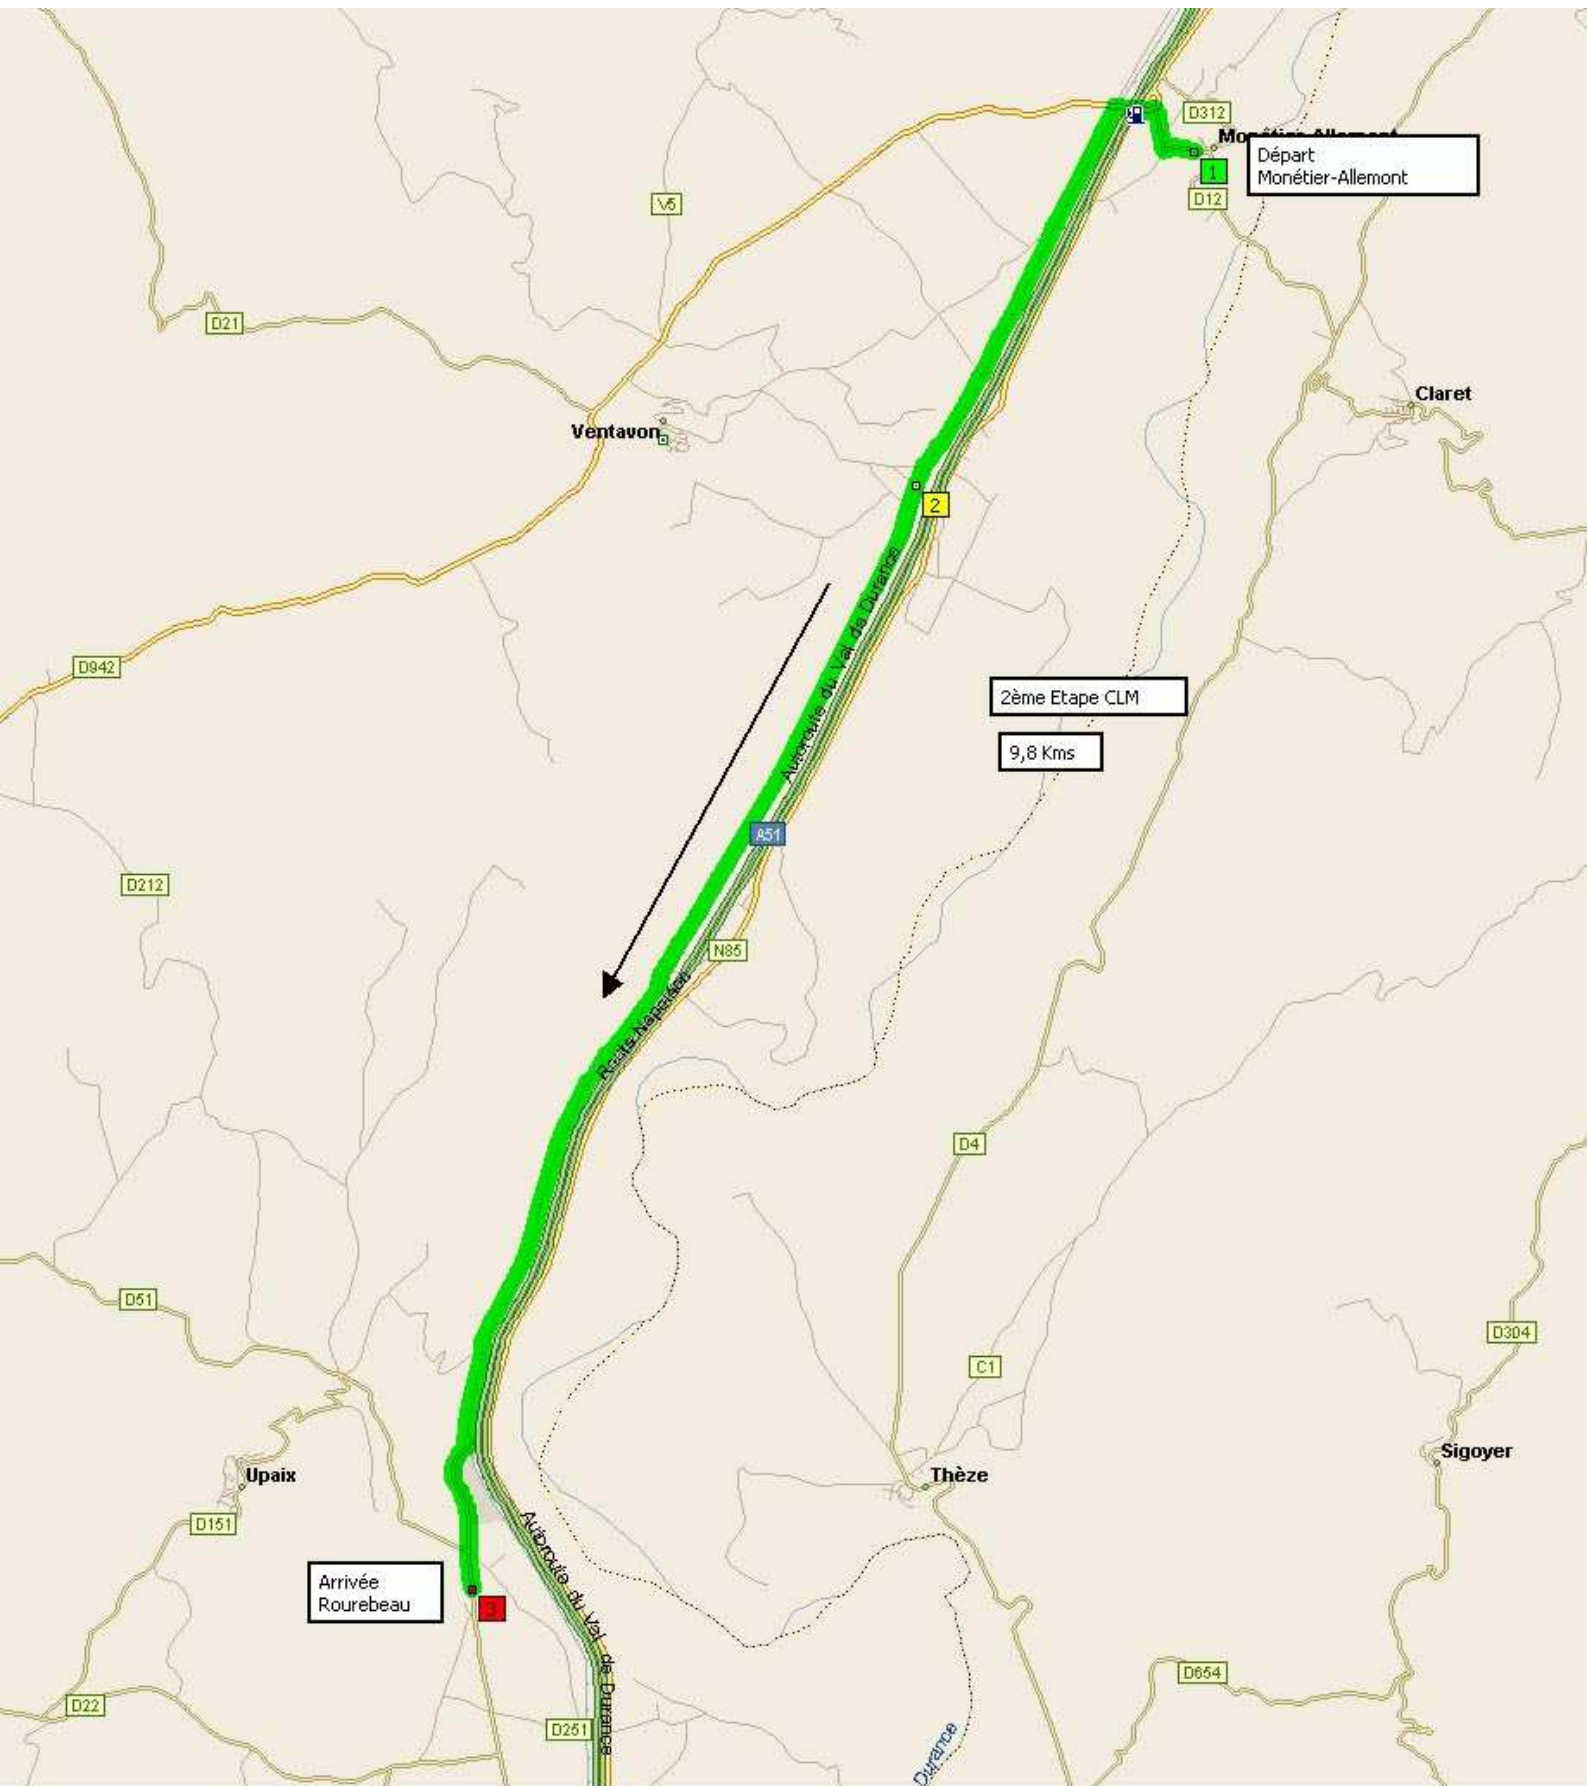 D312
Monétier-Allemont
Départ
Monétier-Allemont
1
D12
V5
D21
Claret
Ventavon
2
Autoroute du Val de Durance
D942
2ème Etape CLM
9,8 Kms
A51
D212
N85
Route Napoléon
D4
D51
D304
C1
Sigoyer
Upaix
Thèze
D151
Autoroute du Val de Durance
Arrivée
Rourebeau
3
D654
D22
D251
Durance